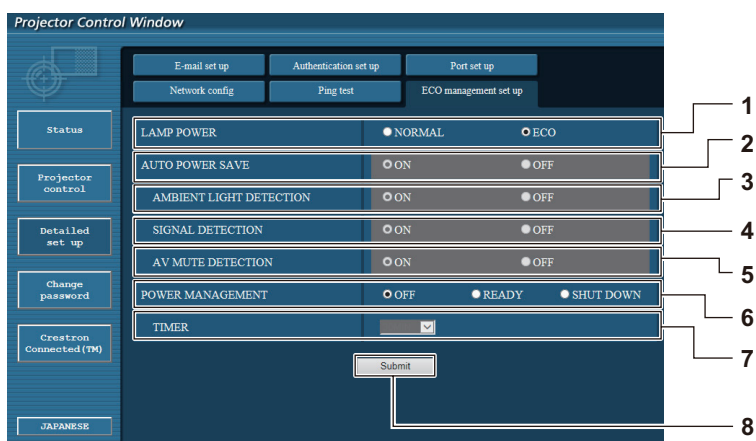 Projector Control Window
E-mail set up
Authentication set up
Port set up
Network config
Ping test
ECO management set up
Status
Projector
control
Detailed
set up
Change
password
Crestron
Connected(TM)
JAPANESE
LAMP POWER NORMAL ECO
AUTO POWER SAVE ON OFF
AMBIENT LIGHT DETECTION ON OFF
SIGNAL DETECTION ON OFF
AV MUTE DETECTION ON OFF
POWER MANAGEMENT OFF READY SHUT DOWN
TIMER
Submit
1
2
3
4
5
6
7
8